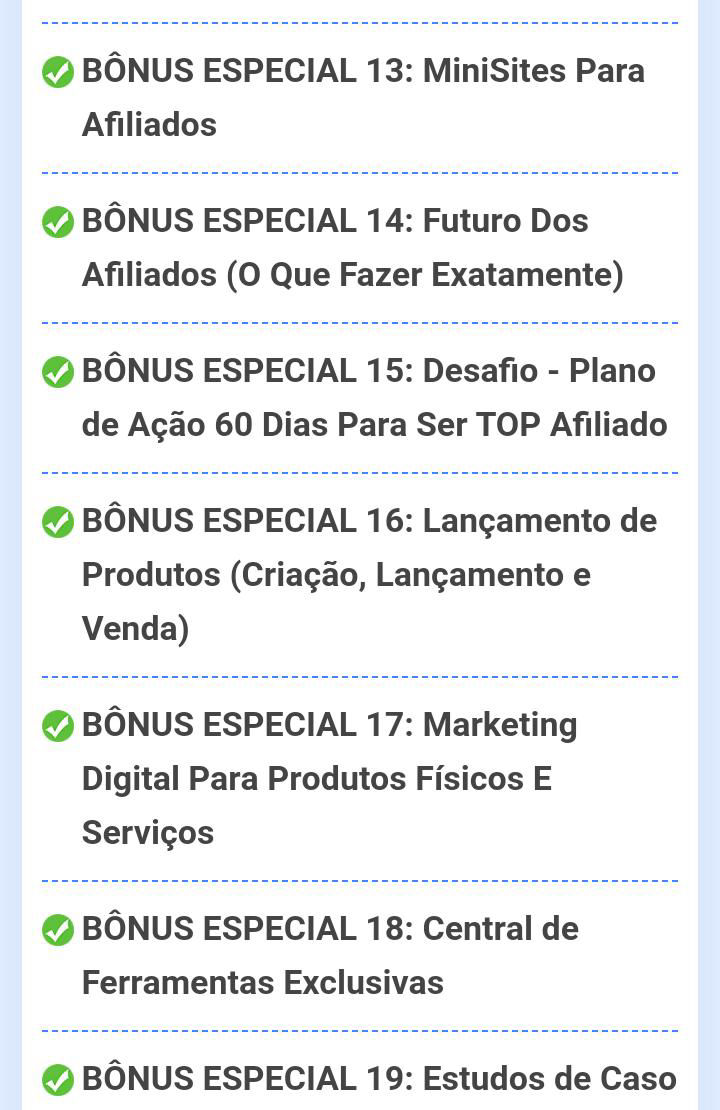 BÔNUS ESPECIAL 13: MiniSites Para
Afiliados
BÔNUS ESPECIAL 14: Futuro Dos
Afiliados (O Que Fazer Exatamente)
BÔNUS ESPECIAL 15: Desafio - Plano
de Ação 60 Dias Para Ser TOP Afiliado
BÔNUS ESPECIAL 16: Lançamento de
Produtos (Criação, Lançamento e
Venda)
BÔNUS ESPECIAL 17: Marketing
Digital Para Produtos Físicos E
Serviços
BÔNUS ESPECIAL 18: Central de
Ferramentas Exclusivas
BÔNUS ESPECIAL 19: Estudos de Caso